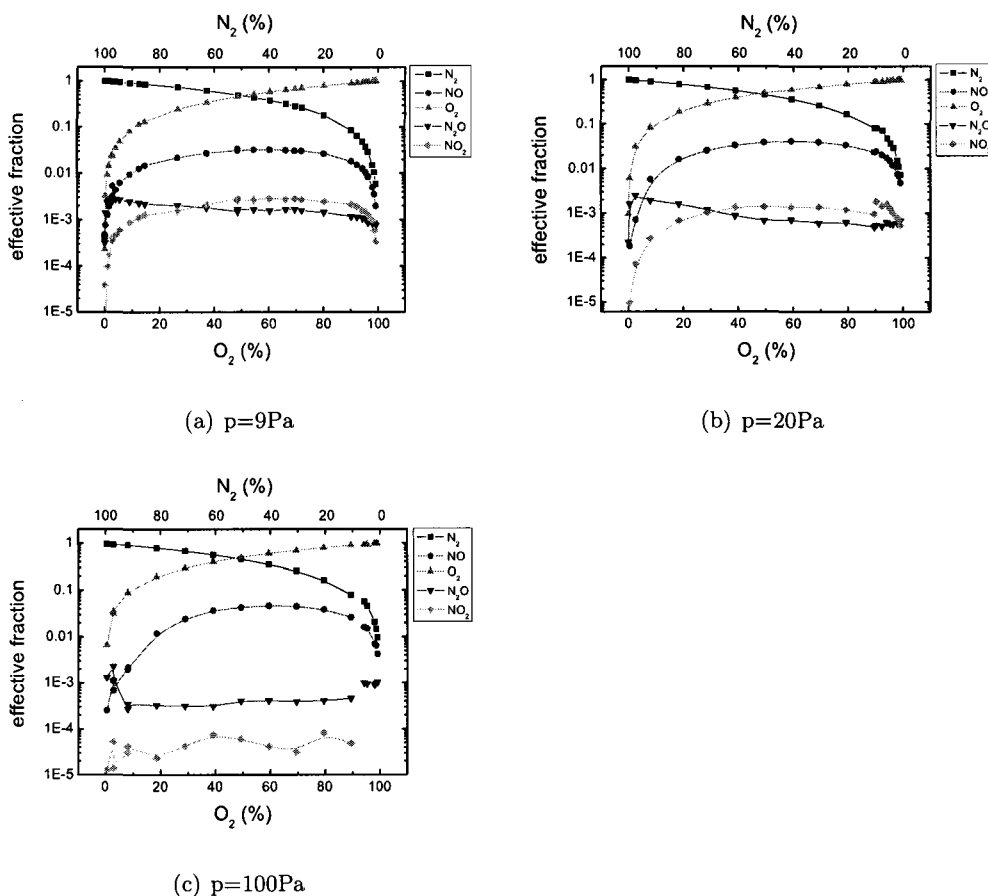 N₂ (%)
100 80 60 40 20 0
effective fraction
1
0.1
0.01
1E-3
1E-4
1E-5
0 20 40 60 80 100
O₂ (%)
N₂
NO
O₂
N₂O
NO₂
(a) p=9Pa
N₂ (%)
100 80 60 40 20 0
effective fraction
1
0.1
0.01
1E-3
1E-4
1E-5
0 20 40 60 80 100
O₂ (%)
N₂
NO
O₂
N₂O
NO₂
(b) p=20Pa
N₂ (%)
100 80 60 40 20 0
effective fraction
1
0.1
0.01
1E-3
1E-4
1E-5
0 20 40 60 80 100
O₂ (%)
N₂
NO
O₂
N₂O
NO₂
(c) p=100Pa